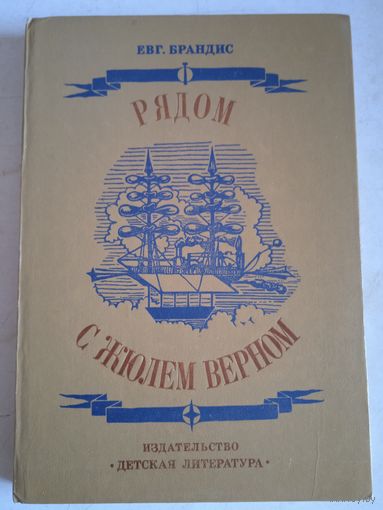 ЕВГ. БРАНДИС
РЯДОМ
С ЖЮЛЕМ ВЕРНОМ
ИЗДАТЕЛЬСТВО
• ДЕТСКАЯ ЛИТЕРАТУРА •